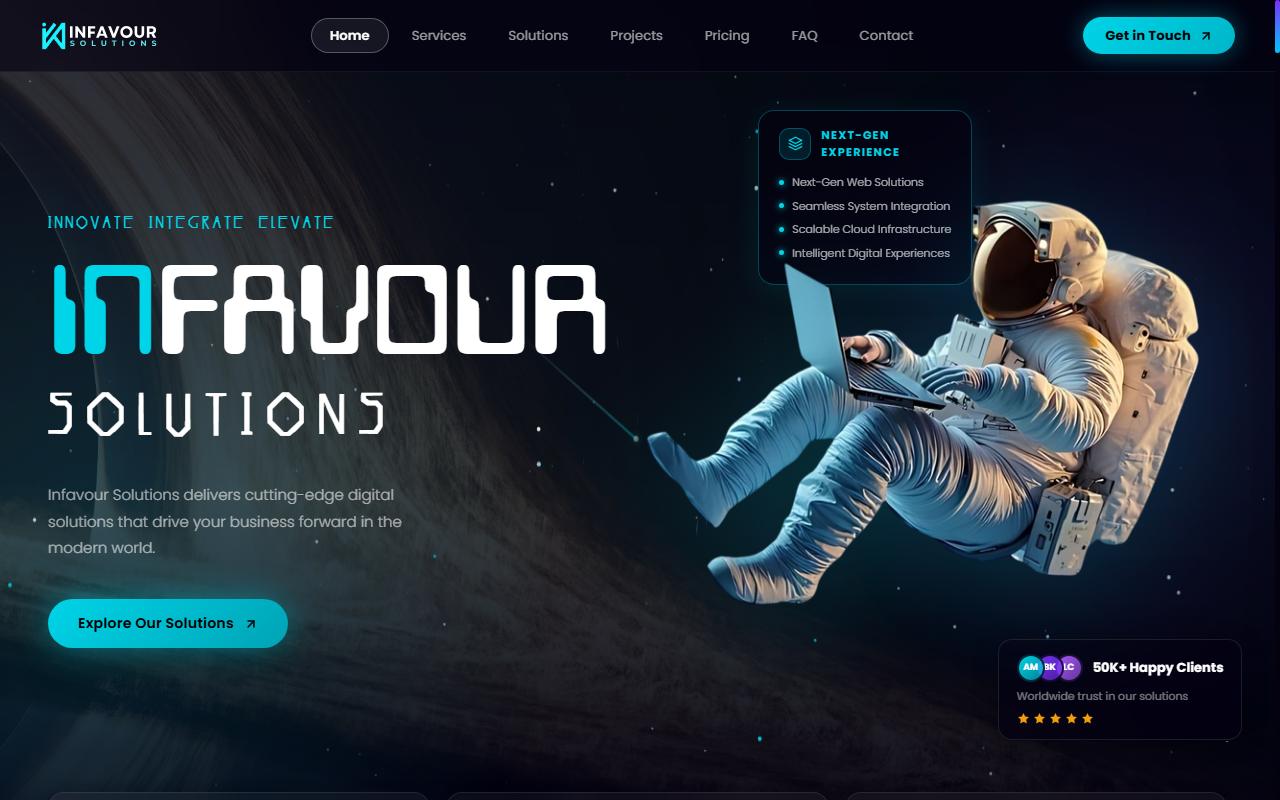 INFAVOUR
SOLUTIONS
Home
Services
Solutions
Projects
Pricing
FAQ
Contact
Get in Touch
NEXT-GEN
EXPERIENCE
Next-Gen Web Solutions
Seamless System Integration
Scalable Cloud Infrastructure
Intelligent Digital Experiences
INNOVATE INTEGRATE ELEVATE
INFAVOUR
SOLUTIONS
Infavour Solutions delivers cutting-edge digital
solutions that drive your business forward in the
modern world.
Explore Our Solutions
AM BK LC 50K+ Happy Clients
Worldwide trust in our solutions